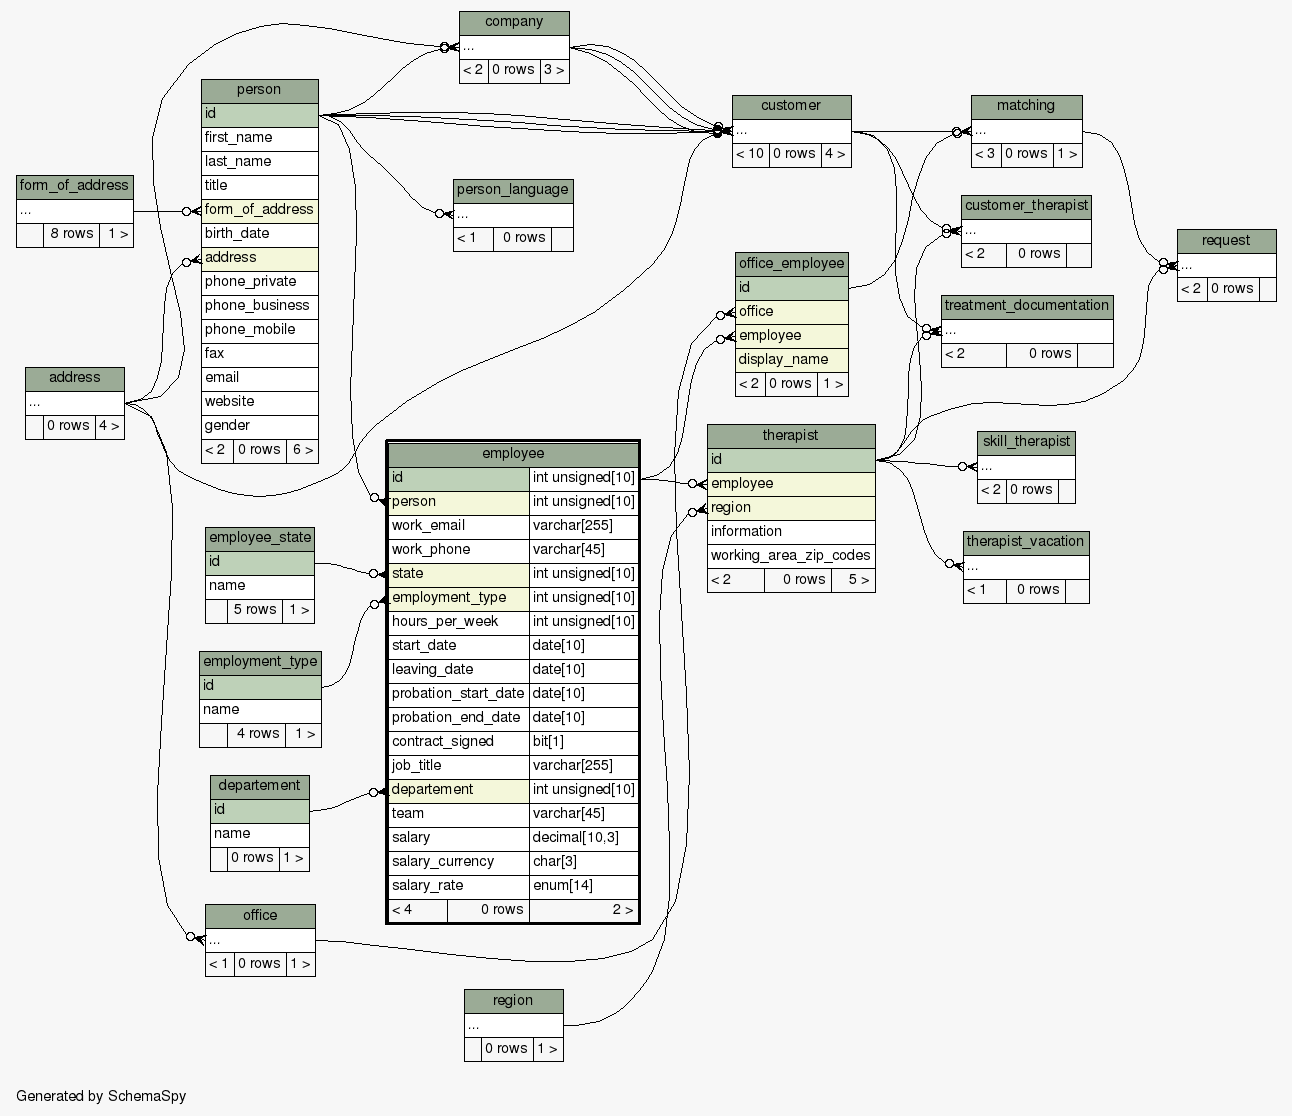 company
...
< 2 0 rows 3 >
person
id
first_name
last_name
title
form_of_address
birth_date
address
phone_private
phone_business
phone_mobile
fax
email
website
gender
< 2 0 rows 6 >
customer
...
< 10 0 rows 4 >
matching
...
< 3 0 rows 1 >
form_of_address
...
8 rows 1 >
person_language
...
< 1 0 rows
customer_therapist
...
< 2 0 rows
request
...
< 2 0 rows
office_employee
id
office
employee
display_name
< 2 0 rows 1 >
treatment_documentation
...
< 2 0 rows
address
...
0 rows 4 >
therapist
id
employee
region
information
working_area_zip_codes
< 2 0 rows 5 >
skill_therapist
...
< 2 0 rows
therapist_vacation
...
< 1 0 rows
employee
id int unsigned[10]
person int unsigned[10]
work_email varchar[255]
work_phone varchar[45]
state int unsigned[10]
employment_type int unsigned[10]
hours_per_week int unsigned[10]
start_date date[10]
leaving_date date[10]
probation_start_date date[10]
probation_end_date date[10]
contract_signed bit[1]
job_title varchar[255]
departement int unsigned[10]
team varchar[45]
salary decimal[10,3]
salary_currency char[3]
salary_rate enum[14]
< 4 0 rows 2 >
employee_state
id
name
5 rows 1 >
employment_type
id
name
4 rows 1 >
departement
id
name
0 rows 1 >
office
...
< 1 0 rows 1 >
region
...
0 rows 1 >
Generated by SchemaSpy